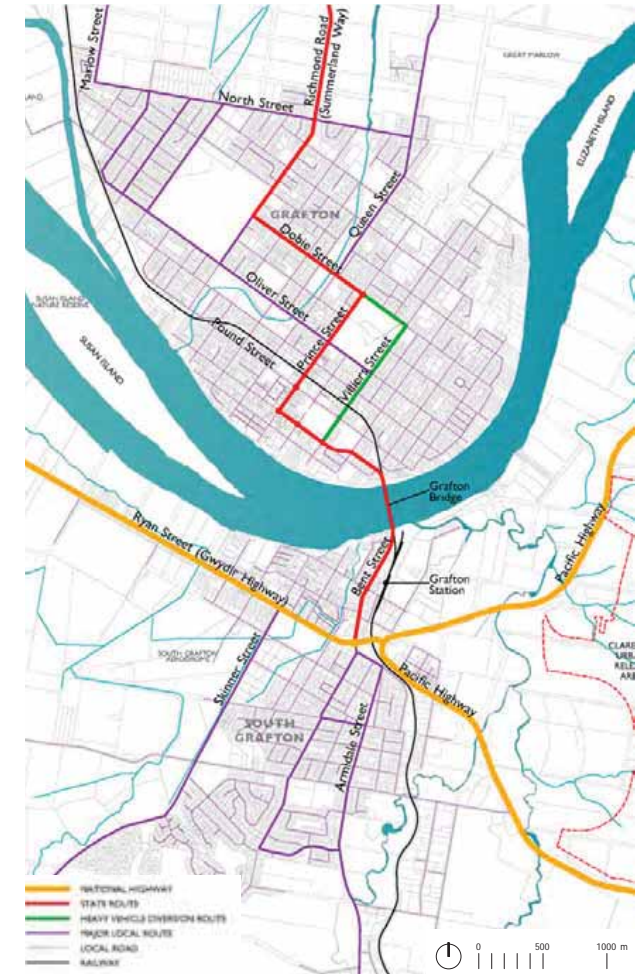 Marlow Street
Richmond Road
(Summerland Way)
GREAT MARLOW
North Street
ELIZABETH ISLAND
GRAFTON
Queen Street
Dobie Street
Oliver Street
SUSAN ISLAND
NATURE RESERVE
Pound Street
Prince Street
Villiers Street
SUSAN ISLAND
Grafton
Bridge
Ryan Street (Gwydir Highway)
Pacific Highway
Bent Street
Grafton
Station
SOUTH GRAFTON
AERODROME
Skinner Street
Pacific Highway
SOUTH
GRAFTON
Armidale Street
NATIONAL HIGHWAY
STATE ROUTE
HEAVY VEHICLE DIVERSION ROUTE
MAJOR LOCAL ROUTE
LOCAL ROAD
RAILWAY
0 500 1000 m